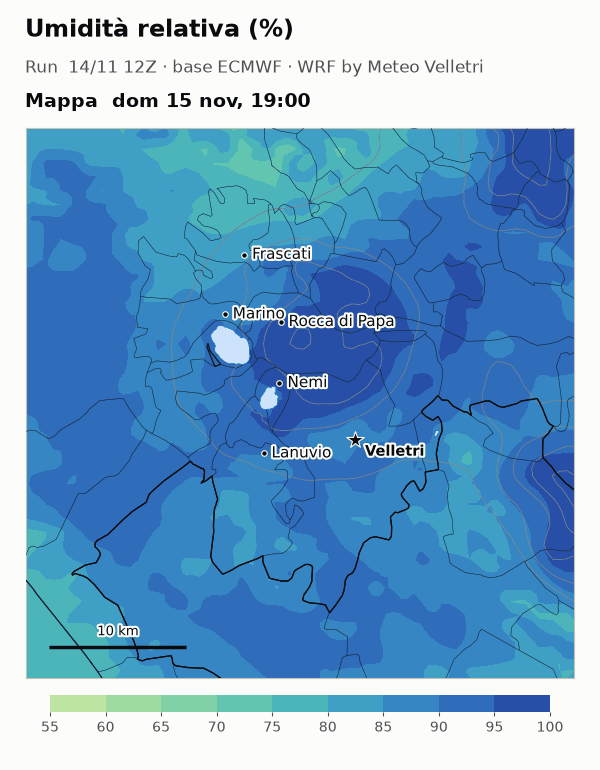 Umidità relativa (%)
Run  14/11 12Z · base ECMWF · WRF by Meteo Velletri
Mappa  dom 15 nov, 19:00
Frascati
Marino
Rocca di Papa
Nemi
Velletri
Lanuvio
10 km
55 60 65 70 75 80 85 90 95 100